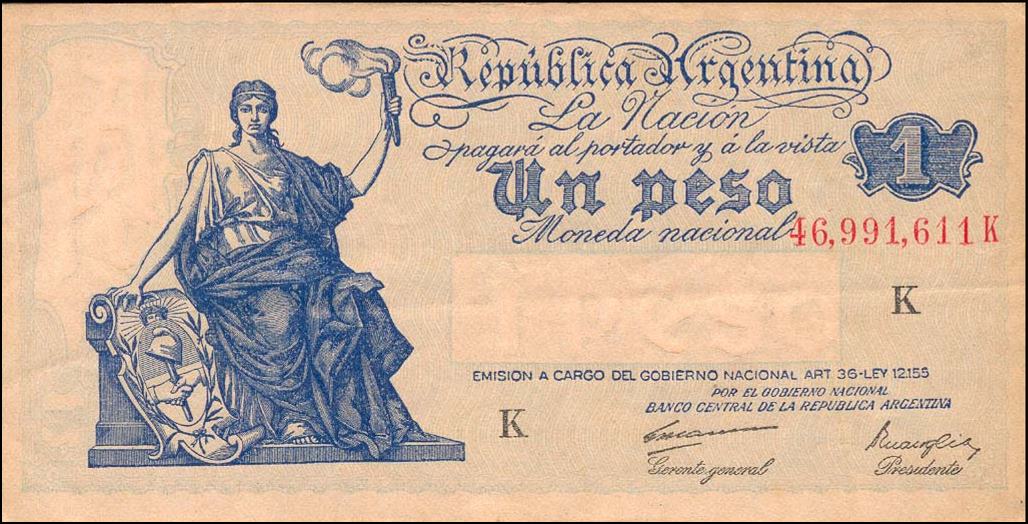 República Argentina
La Nación
pagará al portador y á la vista
1
Un peso
Moneda nacional
46,991,611 K
K
EMISION A CARGO DEL GOBIERNO NACIONAL ART 36-LEY 12.155
POR EL GOBIERNO NACIONAL
BANCO CENTRAL DE LA REPUBLICA ARGENTINA
K
Gerente general
Presidente